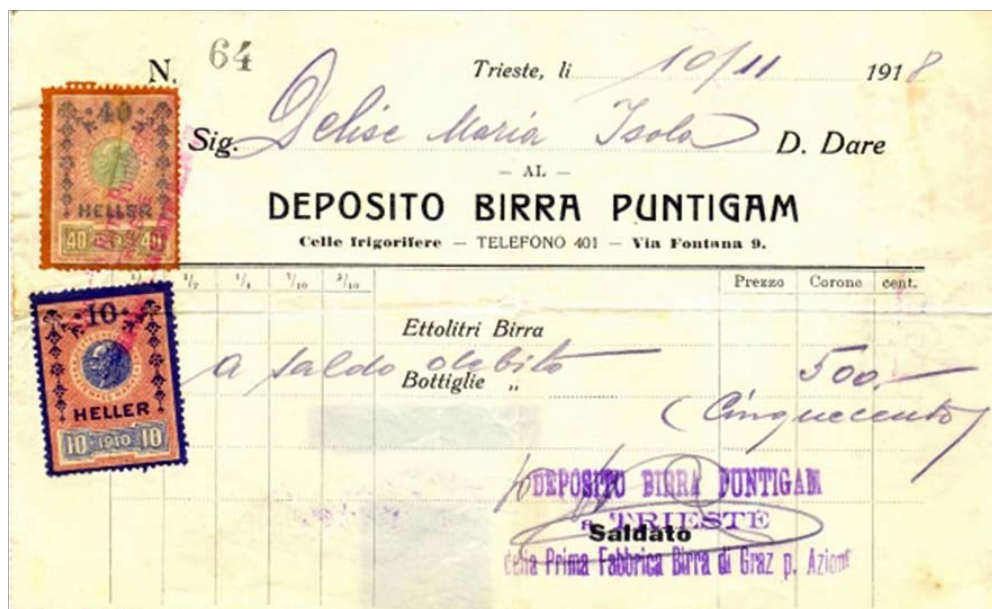 N. 64
Trieste, li 10/11 1918
Sig. Delise Maria Isola D. Dare
— AL —
DEPOSITO BIRRA PUNTIGAM
Celle frigorifere — TELEFONO 401 — Via Fontana 9.
1/2 1/4 1/10 3/10 Prezzo Corone cent.
Ettolitri Birra
a saldo debito 500.—
Bottiglie „
(Cinquecento)
DEPOSITO BIRRA PUNTIGAM
a TRIESTE
Saldato
della Prima Fabbrica Birra di Graz p. Azioni
40
HELLER
40 40
10
HELLER
10 1910 10